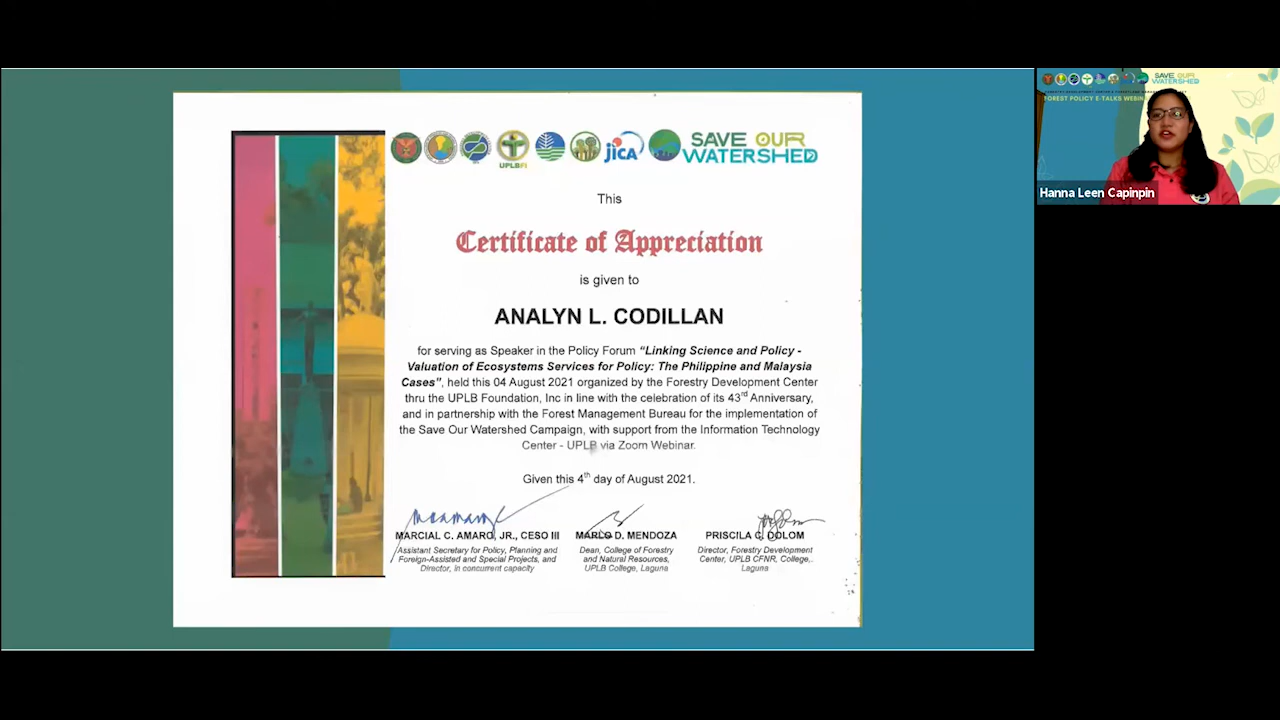 UPLBFI
jica
SAVE OUR
WATERSHED
This
Certificate of Appreciation
is given to
ANALYN L. CODILLAN
for serving as Speaker in the Policy Forum "Linking Science and Policy -
Valuation of Ecosystems Services for Policy: The Philippine and Malaysia
Cases", held this 04 August 2021 organized by the Forestry Development Center
thru the UPLB Foundation, Inc in line with the celebration of its 43rd Anniversary,
and in partnership with the Forest Management Bureau for the implementation of
the Save Our Watershed Campaign, with support from the Information Technology
Center - UPLB via Zoom Webinar.
Given this 4th day of August 2021.
MARCIAL C. AMARO, JR., CESO III
Assistant Secretary for Policy, Planning and
Foreign-Assisted and Special Projects, and
Director, in concurrent capacity
MARLO D. MENDOZA
Dean, College of Forestry
and Natural Resources,
UPLB College, Laguna
PRISCILA C. DOLOM
Director, Forestry Development
Center, UPLB CFNR, College,.
Laguna
SAVE OUR
WATERSHED
FOREST POLICY E-TALKS WEBIN
Hanna Leen Capinpin